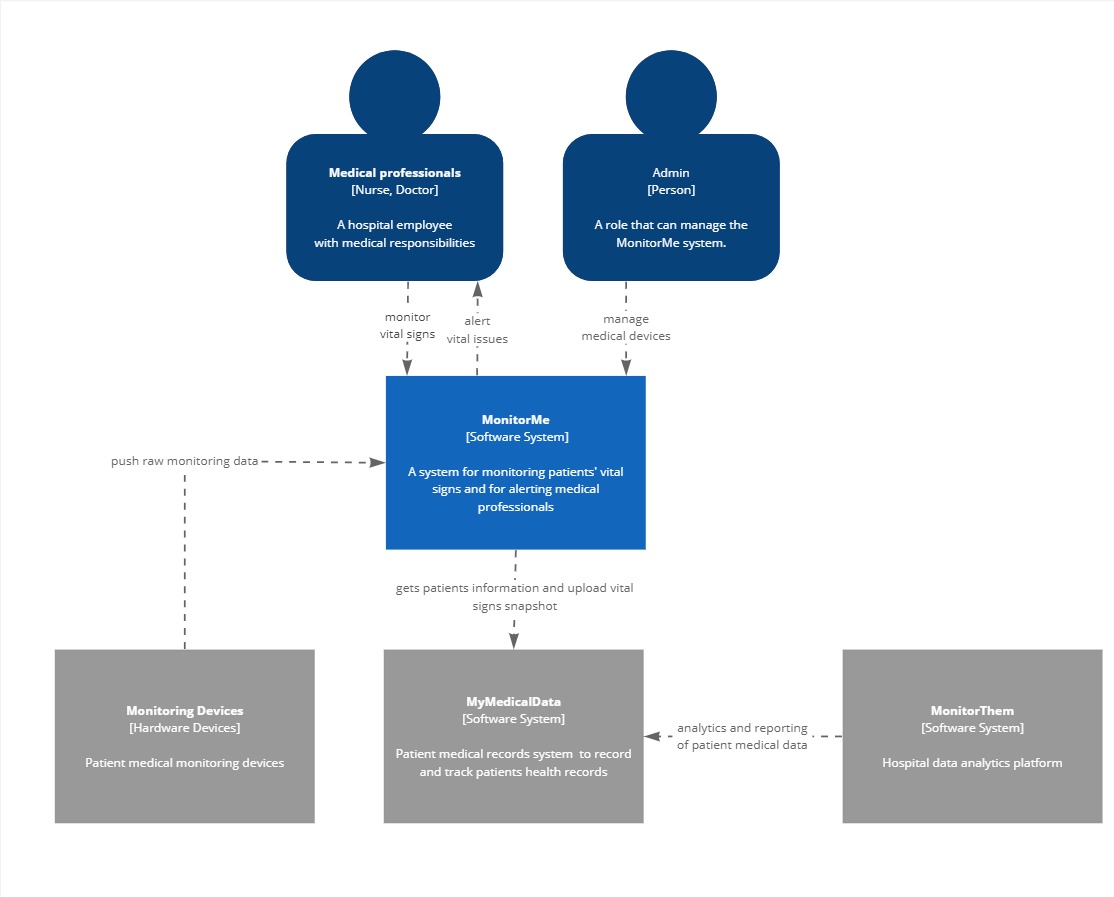 Medical professionals
[Nurse, Doctor]
A hospital employee
with medical responsibilities
Admin
[Person]
A role that can manage the
MonitorMe system.
monitor
vital signs
alert
vital issues
manage
medical devices
MonitorMe
[Software System]
A system for monitoring patients' vital
signs and for alerting medical
professionals
push raw monitoring data
gets patients information and upload vital
signs snapshot
Monitoring Devices
[Hardware Devices]
Patient medical monitoring devices
MyMedicalData
[Software System]
Patient medical records system to record
and track patients health records
analytics and reporting
of patient medical data
MonitorThem
[Software System]
Hospital data analytics platform